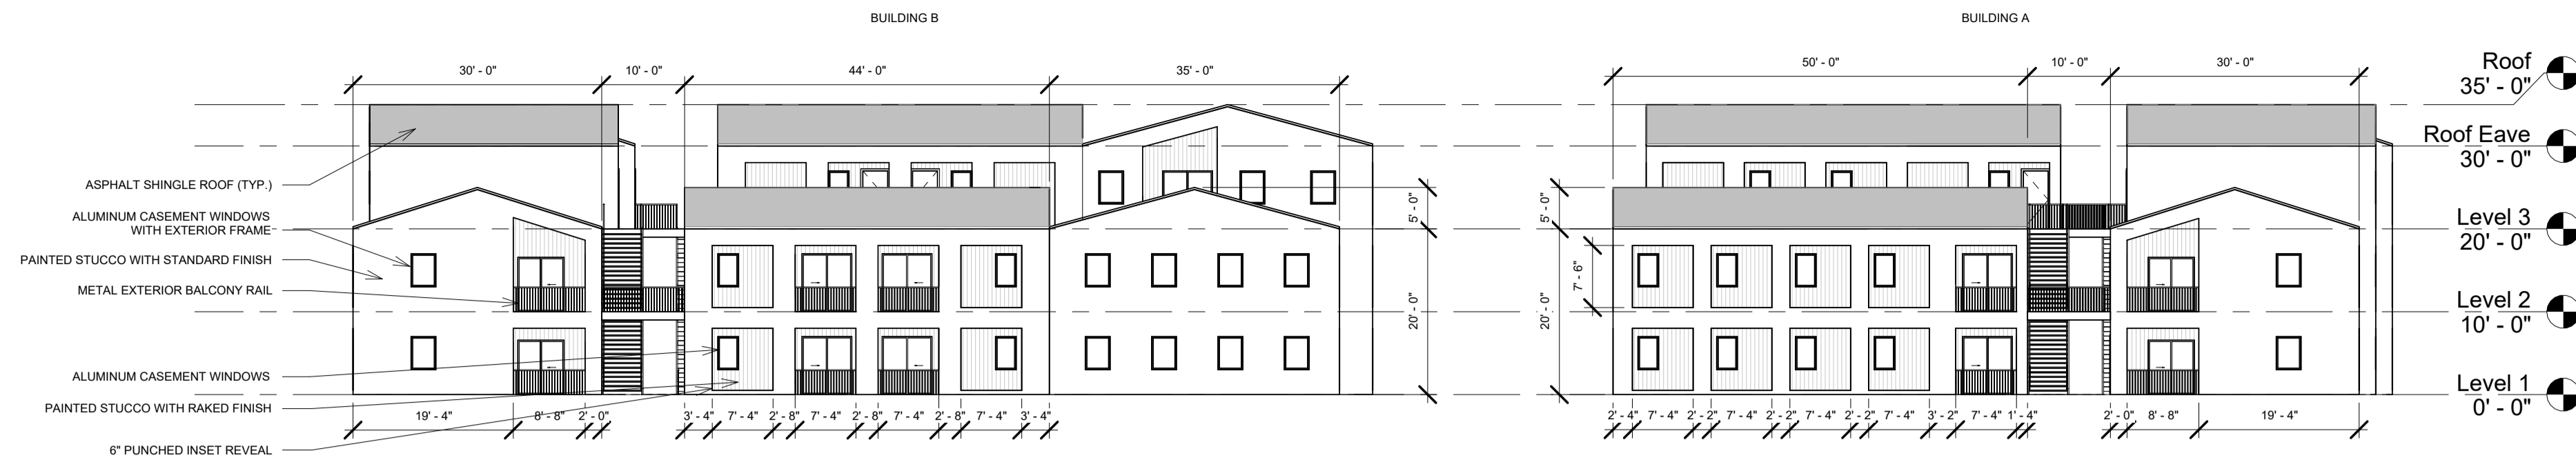 BUILDING B
BUILDING A
30' - 0"
10' - 0"
44' - 0"
35' - 0"
50' - 0"
10' - 0"
30' - 0"
Roof
35' - 0"
Roof Eave
30' - 0"
Level 3
20' - 0"
Level 2
10' - 0"
Level 1
0' - 0"
ASPHALT SHINGLE ROOF (TYP.)
ALUMINUM CASEMENT WINDOWS
WITH EXTERIOR FRAME
PAINTED STUCCO WITH STANDARD FINISH
METAL EXTERIOR BALCONY RAIL
ALUMINUM CASEMENT WINDOWS
PAINTED STUCCO WITH RAKED FINISH
6" PUNCHED INSET REVEAL
5' - 0"
20' - 0"
5' - 0"
7' - 6"
20' - 0"
19' - 4"
8' - 8"
2' - 0"
3' - 4"
7' - 4"
2' - 8"
7' - 4"
2' - 8"
7' - 4"
2' - 8"
7' - 4"
3' - 4"
2' - 4"
7' - 4"
2' - 2"
7' - 4"
2' - 2"
7' - 4"
2' - 2"
7' - 4"
3' - 2"
7' - 4"
1' - 4"
2' - 0"
8' - 8"
19' - 4"